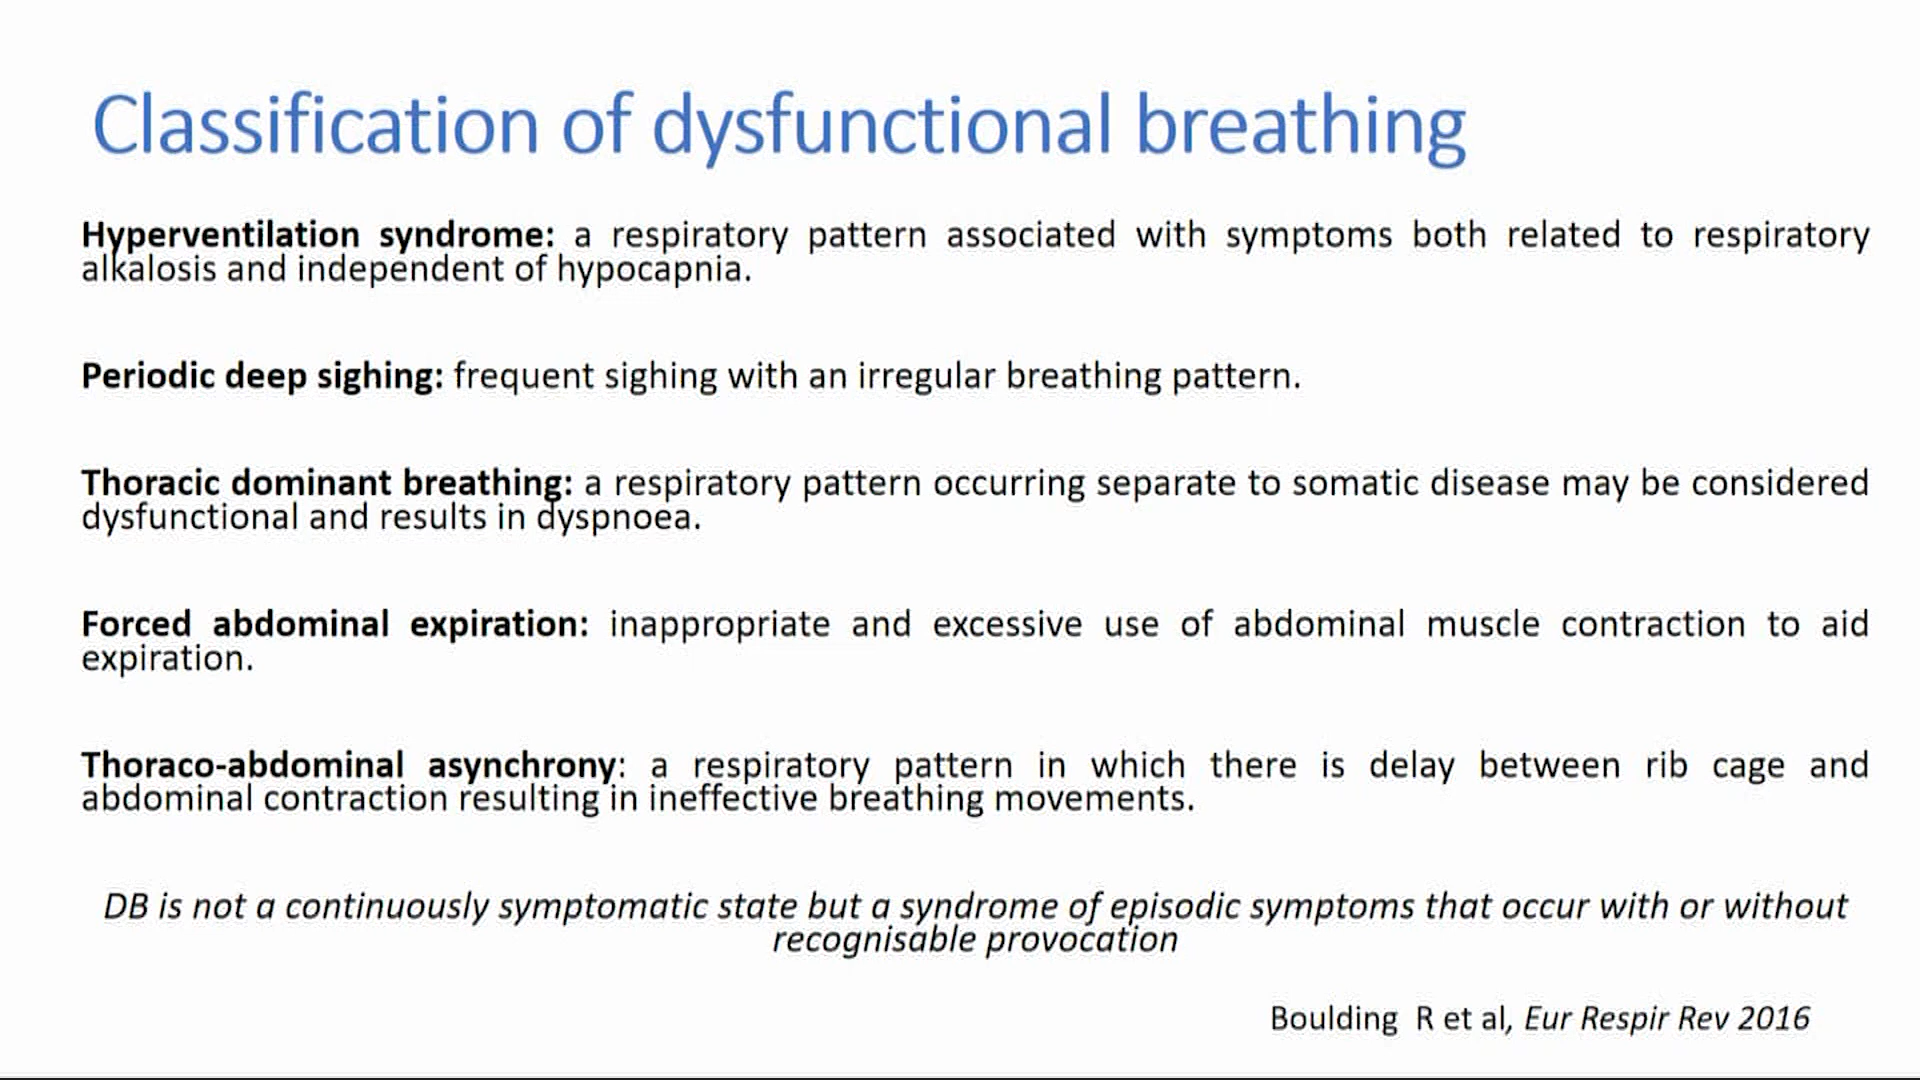 Classification of dysfunctional breathing
Hyperventilation syndrome: a respiratory pattern associated with symptoms both related to respiratory
alkalosis and independent of hypocapnia.
Periodic deep sighing: frequent sighing with an irregular breathing pattern.
Thoracic dominant breathing: a respiratory pattern occurring separate to somatic disease may be considered
dysfunctional and results in dyspnoea.
Forced abdominal expiration: inappropriate and excessive use of abdominal muscle contraction to aid
expiration.
Thoraco-abdominal asynchrony: a respiratory pattern in which there is delay between rib cage and
abdominal contraction resulting in ineffective breathing movements.
DB is not a continuously symptomatic state but a syndrome of episodic symptoms that occur with or without
recognisable provocation
Boulding R et al, Eur Respir Rev 2016